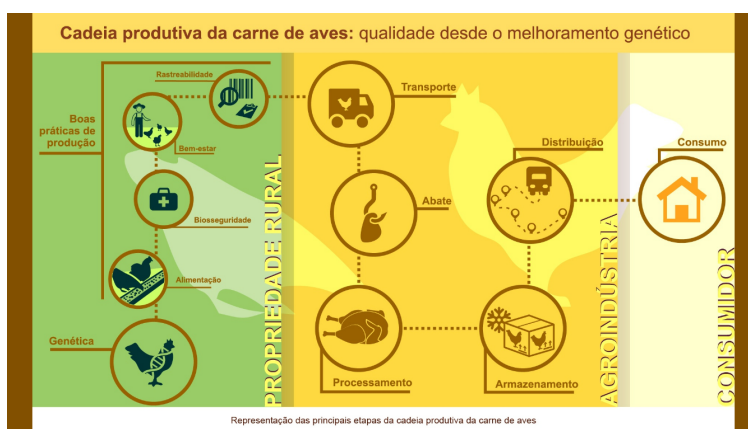 Cadeia produtiva da carne de aves: qualidade desde o melhoramento genético
Rastreabilidade
Boas
práticas de
produção
Bem-estar
Biosseguridade
Alimentação
Genética
PROPRIEDADE RURAL
Transporte
Abate
Processamento
Distribuição
Armazenamento
AGROINDÚSTRIA
Consumo
CONSUMIDOR
Representação das principais etapas da cadeia produtiva da carne de aves